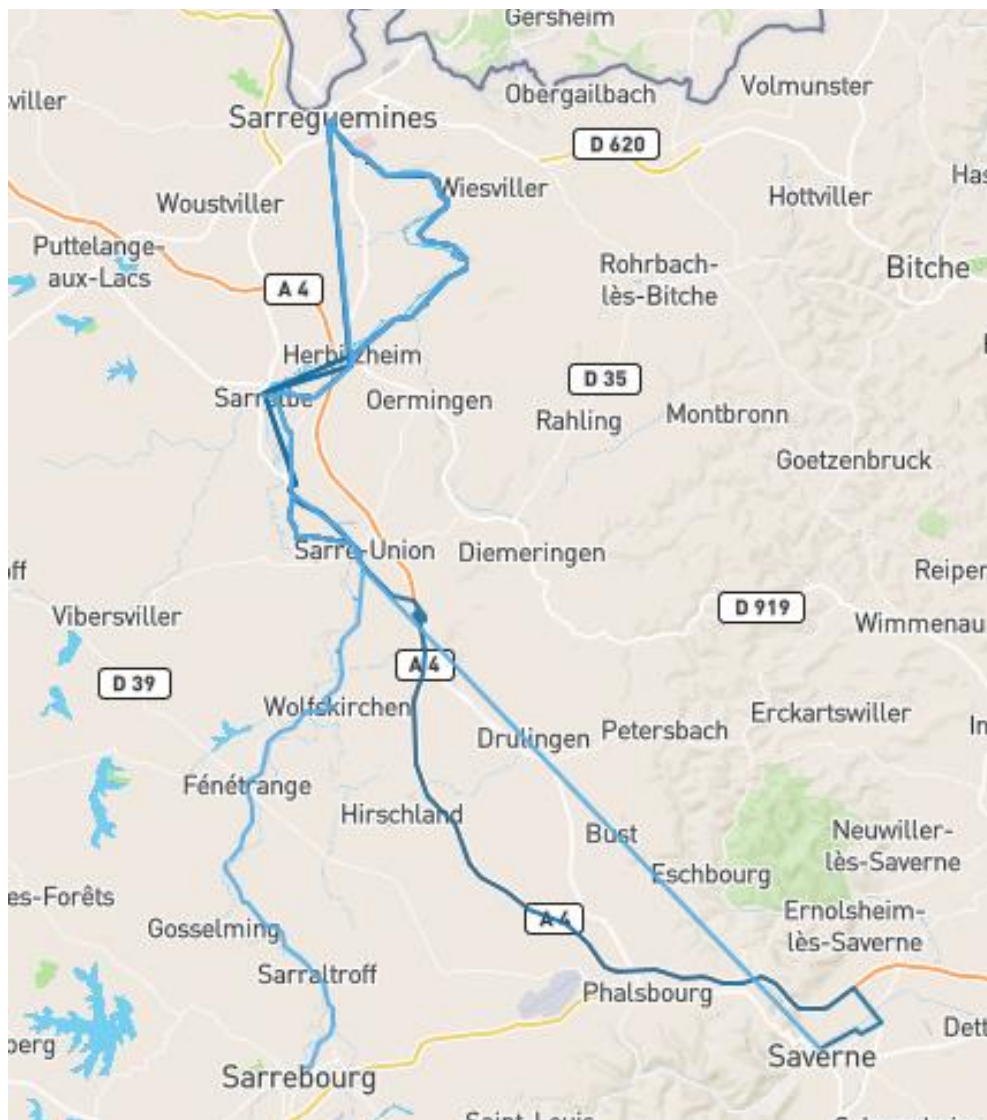 Gersheim
Volmunster
Obergailbach
viller
Sarreguemines
D 620
Has
Wiesviller
Hottviller
Woustviller
Puttelange-
aux-Lacs
Rohrbach-
lès-Bitche
Bitche
A 4
Herbitzheim
D 35
Sarralbe
Oermingen
Rahling
Montbronn
Goetzenbruck
Sarre-Union
Diemeringen
off
Reiper
Vibersviller
D 919
Wimmenau
A 4
D 39
Wolfskirchen
Erckartswiller
In
Drulingen
Petersbach
Fénétrange
Hirschland
Bust
Neuwiller-
lès-Saverne
Eschbourg
es-Forêts
A 4
Ernolsheim-
lès-Saverne
Gosselming
Sarraltroff
Phalsbourg
Dett
berg
Saverne
Sarrebourg
Saint-Louis